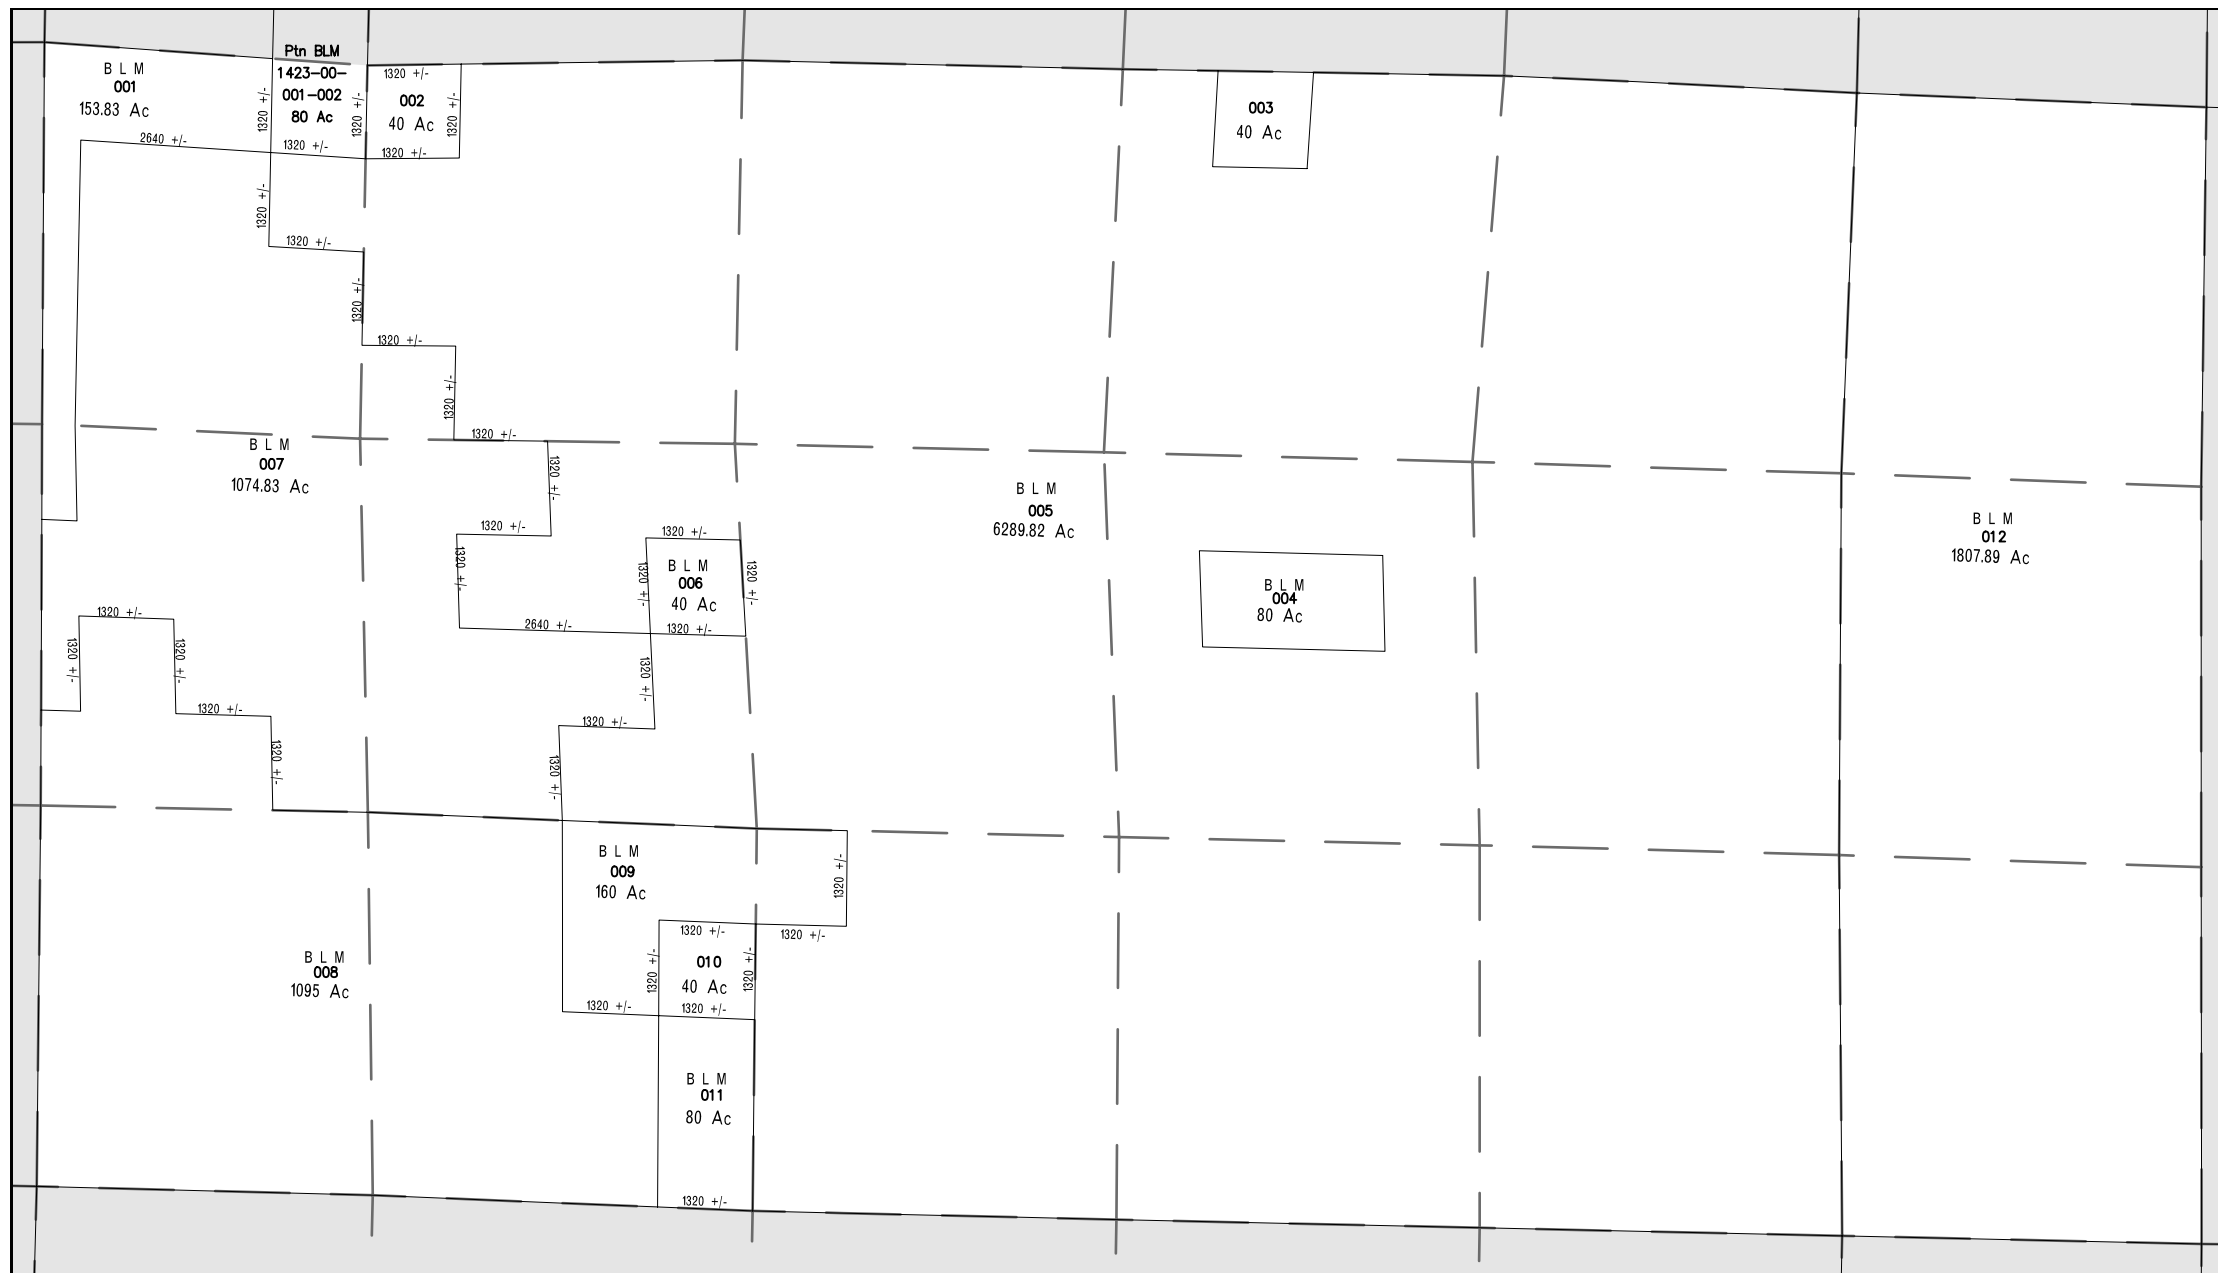 Ptn BLM
1423-00-
001-002
80 Ac
B L M
001
153.83 Ac
1320 +/-
002
40 Ac
1320 +/-
1320 +/-
1320 +/-
003
40 Ac
2640 +/-
1320 +/-
1320 +/-
1320 +/-
1320 +/-
1320 +/-
1320 +/-
1320 +/-
1320 +/-
B L M
007
1074.83 Ac
1320 +/-
B L M
005
6289.82 Ac
B L M
012
1807.89 Ac
1320 +/-
1320 +/-
1320 +/-
B L M
006
40 Ac
1320 +/-
1320 +/-
1320 +/-
B L M
004
80 Ac
1320 +/-
2640 +/-
1320 +/-
1320 +/-
1320 +/-
1320 +/-
1320 +/-
1320 +/-
1320 +/-
1320 +/-
B L M
009
160 Ac
1320 +/-
1320 +/-
1320 +/-
B L M
008
1095 Ac
1320 +/-
010
40 Ac
1320 +/-
1320 +/-
1320 +/-
B L M
011
80 Ac
1320 +/-